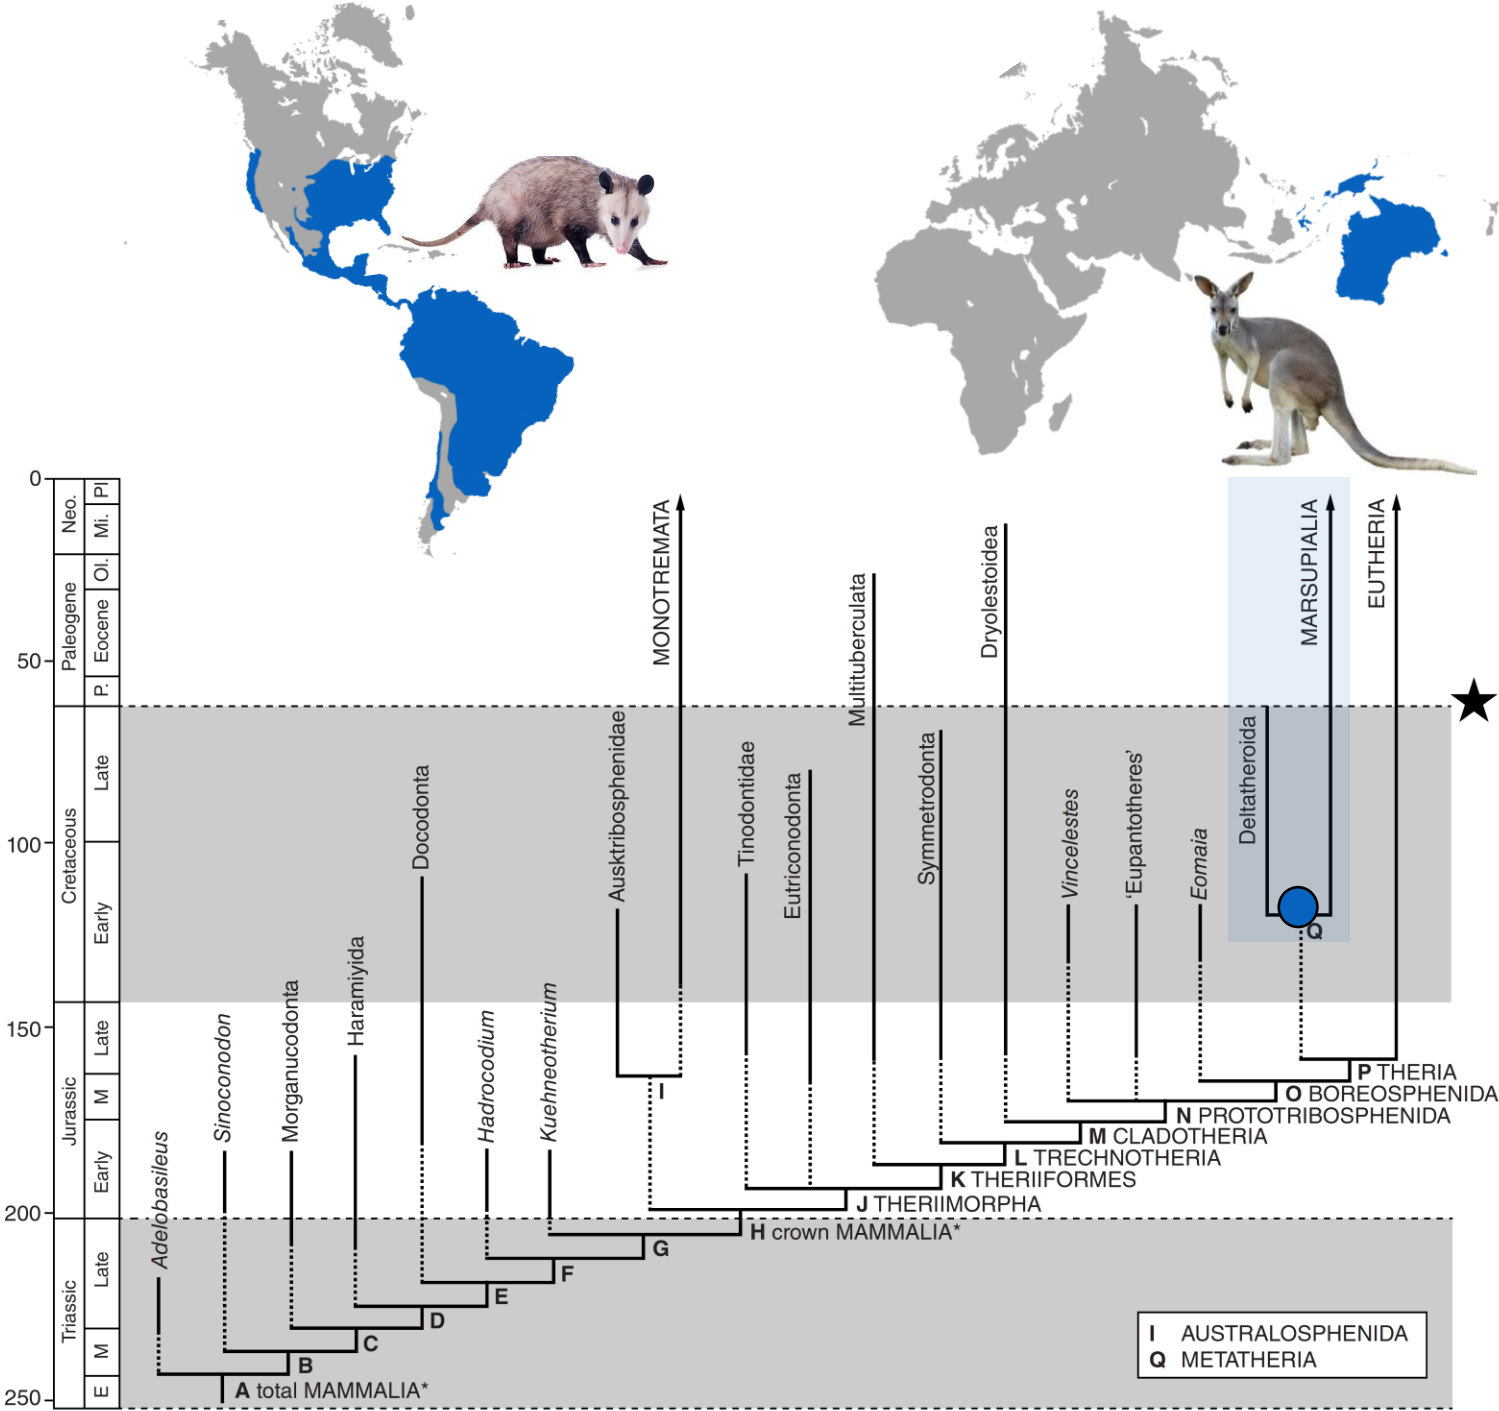 0
50
100
150
200
250
Neo.
Paleogene
Cretaceous
Jurassic
Triassic
Pl
Mi.
Ol.
Eocene
P.
Late
Early
Late
M
Early
Late
M
E
Adelobasileus
Sinoconodon
Morganucodonta
Haramiyida
Docodonta
Hadrocodium
Kuehneotherium
Ausktribosphenidae
MONOTREMATA
Tinodontidae
Eutriconodonta
Multituberculata
Symmetrodonta
Dryolestoidea
Vincelestes
‘Eupantotheres’
Eomaia
Deltatheroida
MARSUPIALIA
EUTHERIA
Q
P THERIA
O BOREOSPHENIDA
N PROTOTRIBOSPHENIDA
M CLADOTHERIA
L TRECHNOTHERIA
K THERIIFORMES
J THERIIMORPHA
I
H crown MAMMALIA*
G
F
E
D
C
B
A total MAMMALIA*
I AUSTRALOSPHENIDA
Q METATHERIA